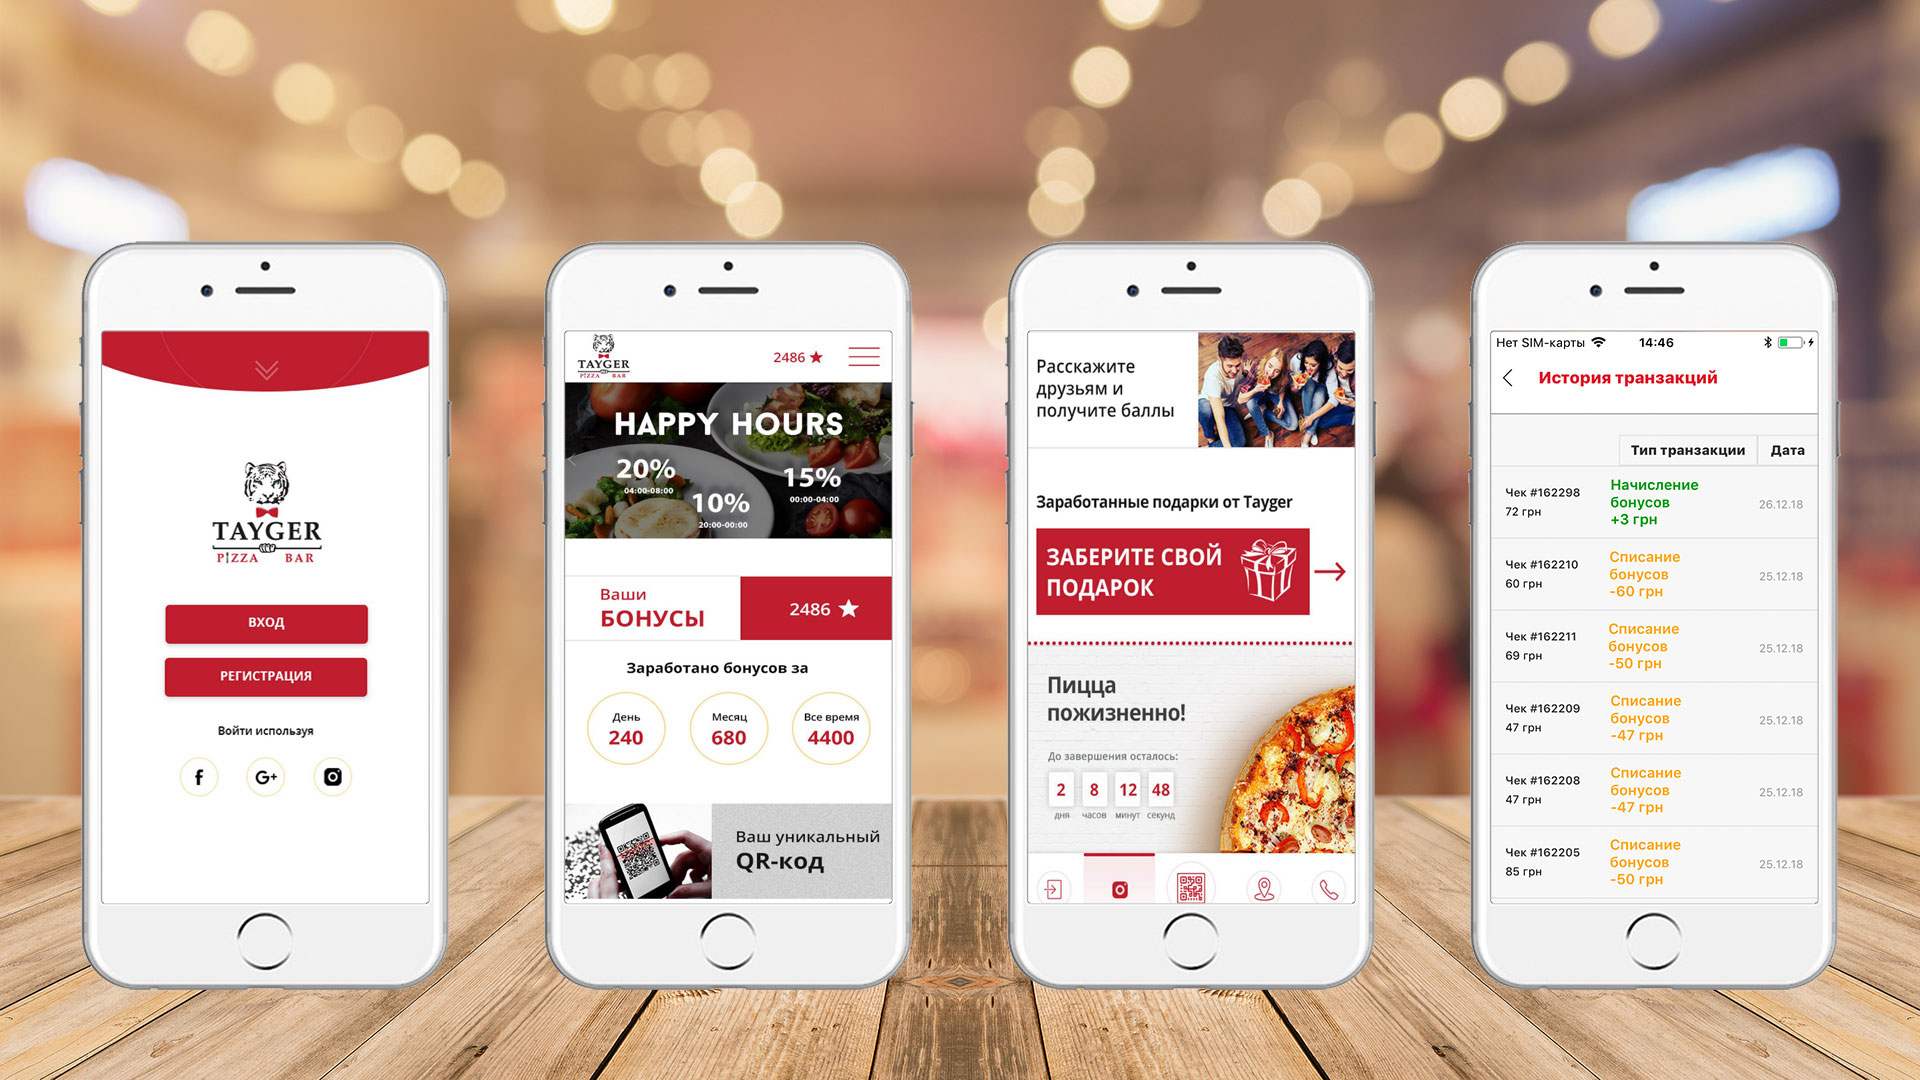 TAYGER
PIZZA BAR
ВХОД
РЕГИСТРАЦИЯ
Войти используя
f
G+
TAYGER
PIZZA BAR
2486
HAPPY HOURS
20%
04:00-08:00
15%
00:00-04:00
10%
20:00-00:00
Ваши
БОНУСЫ
2486
Заработано бонусов за
День
240
Месяц
680
Все время
4400
Ваш уникальный
QR-код
Расскажите
друзьям и
получите баллы
Заработанные подарки от Tayger
ЗАБЕРИТЕ СВОЙ
ПОДАРОК
Пицца
пожизненно!
До завершения осталось:
2 8 12 48
дня часов минут секунд
Нет SIM-карты 14:46
История транзакций
Тип транзакции Дата
Чек #162298
72 грн
Начисление
бонусов
+3 грн
26.12.18
Чек #162210
60 грн
Списание
бонусов
-60 грн
25.12.18
Чек #162211
69 грн
Списание
бонусов
-50 грн
25.12.18
Чек #162209
47 грн
Списание
бонусов
-47 грн
25.12.18
Чек #162208
47 грн
Списание
бонусов
-47 грн
25.12.18
Чек #162205
85 грн
Списание
бонусов
-50 грн
25.12.18